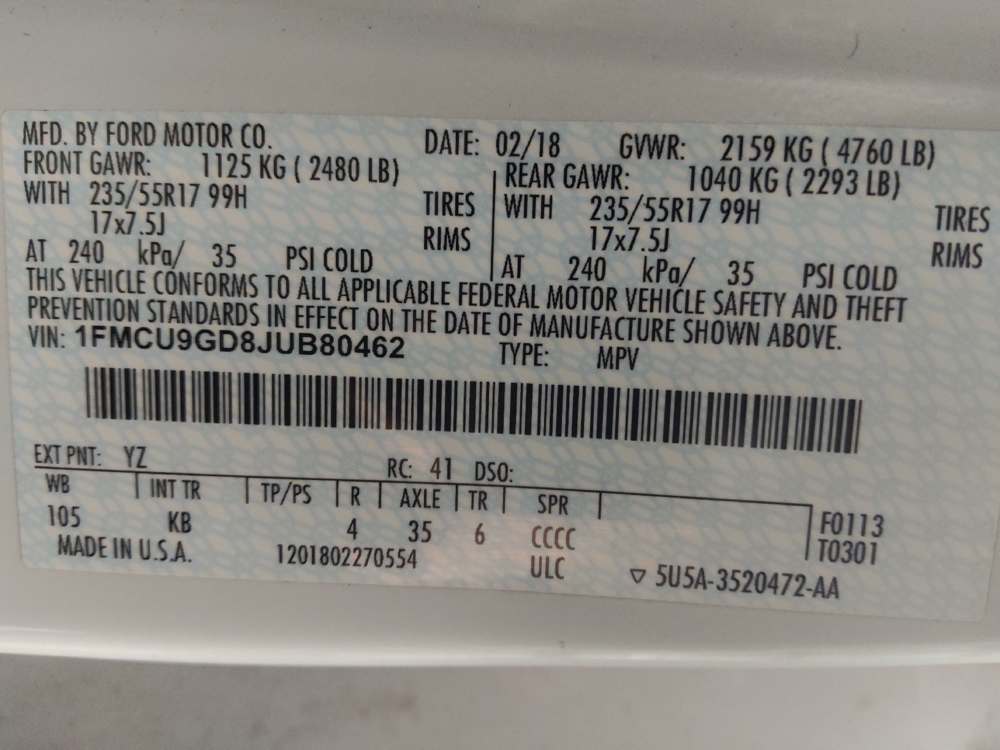 MFD. BY FORD MOTOR CO. DATE: 02/18 GVWR: 2159 KG ( 4760 LB)
FRONT GAWR: 1125 KG ( 2480 LB) REAR GAWR: 1040 KG ( 2293 LB)
WITH 235/55R17 99H TIRES WITH 235/55R17 99H TIRES
17x7.5J RIMS 17x7.5J RIMS
AT 240 kPa/ 35 PSI COLD AT 240 kPa/ 35 PSI COLD
THIS VEHICLE CONFORMS TO ALL APPLICABLE FEDERAL MOTOR VEHICLE SAFETY AND THEFT
PREVENTION STANDARDS IN EFFECT ON THE DATE OF MANUFACTURE SHOWN ABOVE.
VIN: 1FMCU9GD8JUB80462 TYPE: MPV
EXT PNT: YZ RC: 41 DSO:
WB INT TR TP/PS R AXLE TR SPR
105 KB 4 35 6 CCCC F0113
MADE IN U.S.A. 1201802270554 ULC T0301
5U5A-3520472-AA